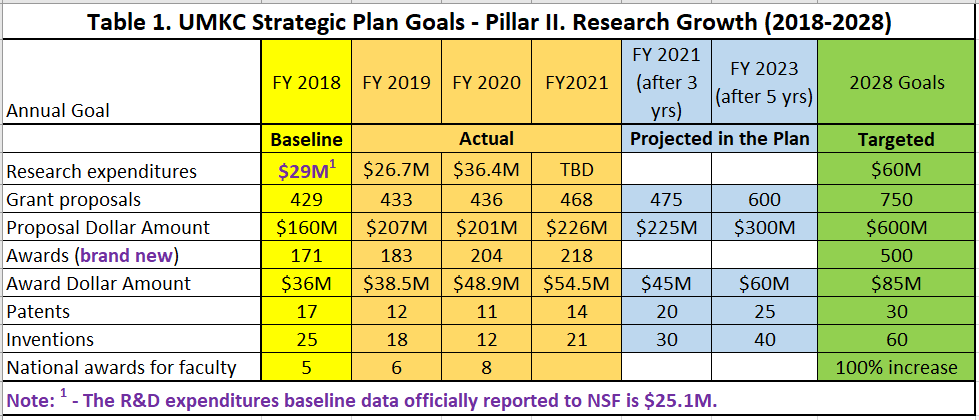 Table 1. UMKC Strategic Plan Goals - Pillar II. Research Growth (2018-2028)
Annual Goal FY 2018 FY 2019 FY 2020 FY2021 FY 2021 (after 3 yrs) FY 2023 (after 5 yrs) 2028 Goals
Baseline Actual Projected in the Plan Targeted
Research expenditures $29M¹ $26.7M $36.4M TBD $60M
Grant proposals 429 433 436 468 475 600 750
Proposal Dollar Amount $160M $207M $201M $226M $225M $300M $600M
Awards (brand new) 171 183 204 218 500
Award Dollar Amount $36M $38.5M $48.9M $54.5M $45M $60M $85M
Patents 17 12 11 14 20 25 30
Inventions 25 18 12 21 30 40 60
National awards for faculty 5 6 8 100% increase
Note: ¹ - The R&D expenditures baseline data officially reported to NSF is $25.1M.